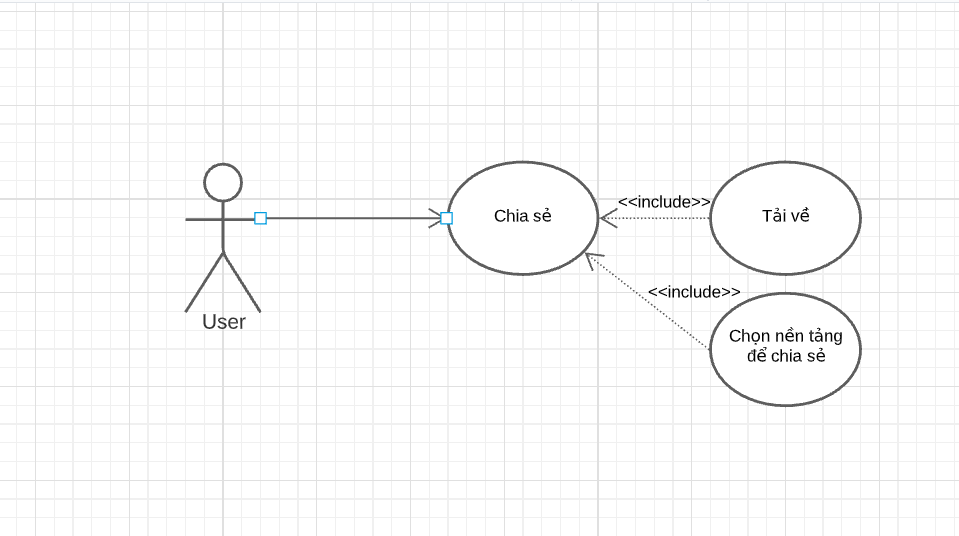 <<include>>
Chia sẻ
Tải về
<<include>>
User
Chọn nền tảng
để chia sẻ